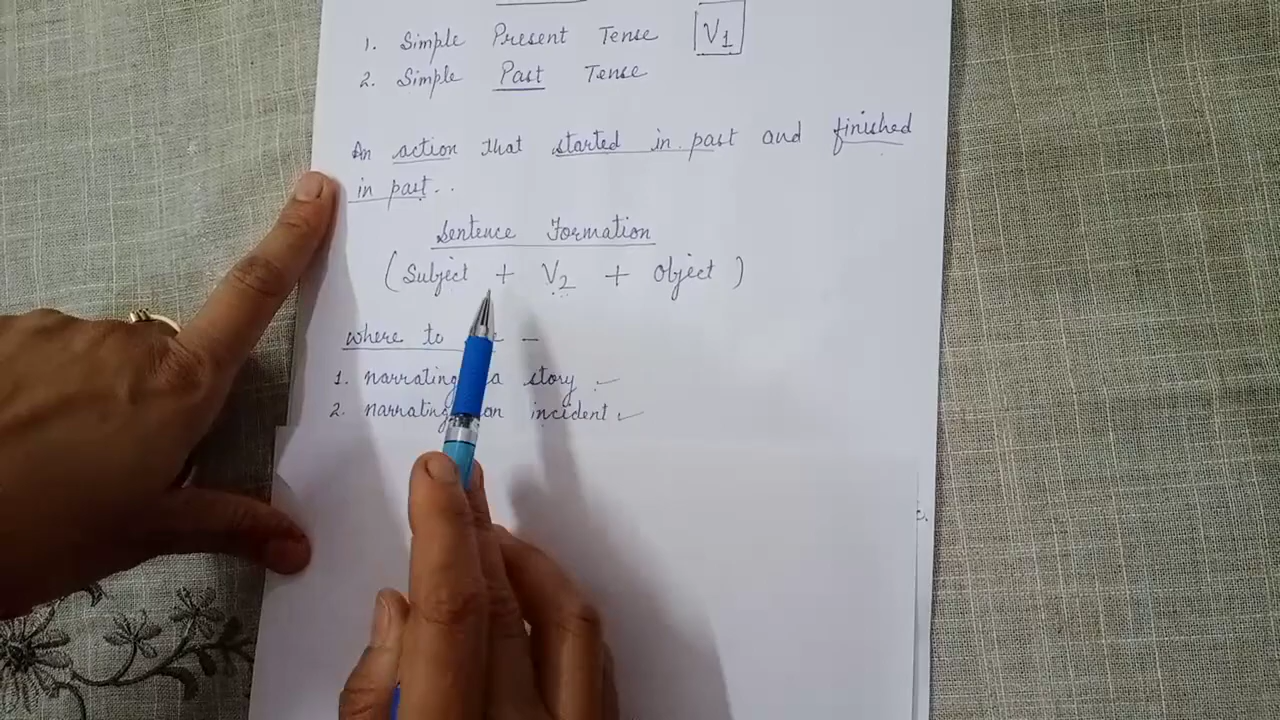 1. Simple Present Tense V1
2. Simple Past Tense
An action that started in past and finished
in past..
Sentence Formation
(Subject + V2 + Object)
where to
1. narrating a story
2. narrating an incident